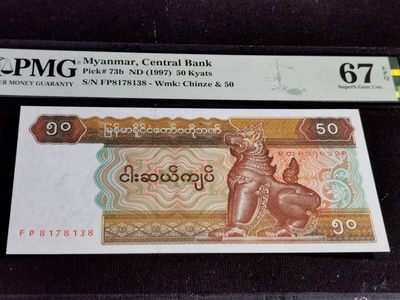 PMG
PER MONEY GUARANTY
Myanmar, Central Bank
Pick# 73b ND (1997) 50 Kyats
S/N FP8178138 - Wmk: Chinze & 50
67 EPQ
Superb Gem Unc
၅၀
မြန်မာနိုင်ငံတော်ဗဟိုဘဏ်
50
ငါးဆယ်ကျပ်
FP 8178138
၅၀